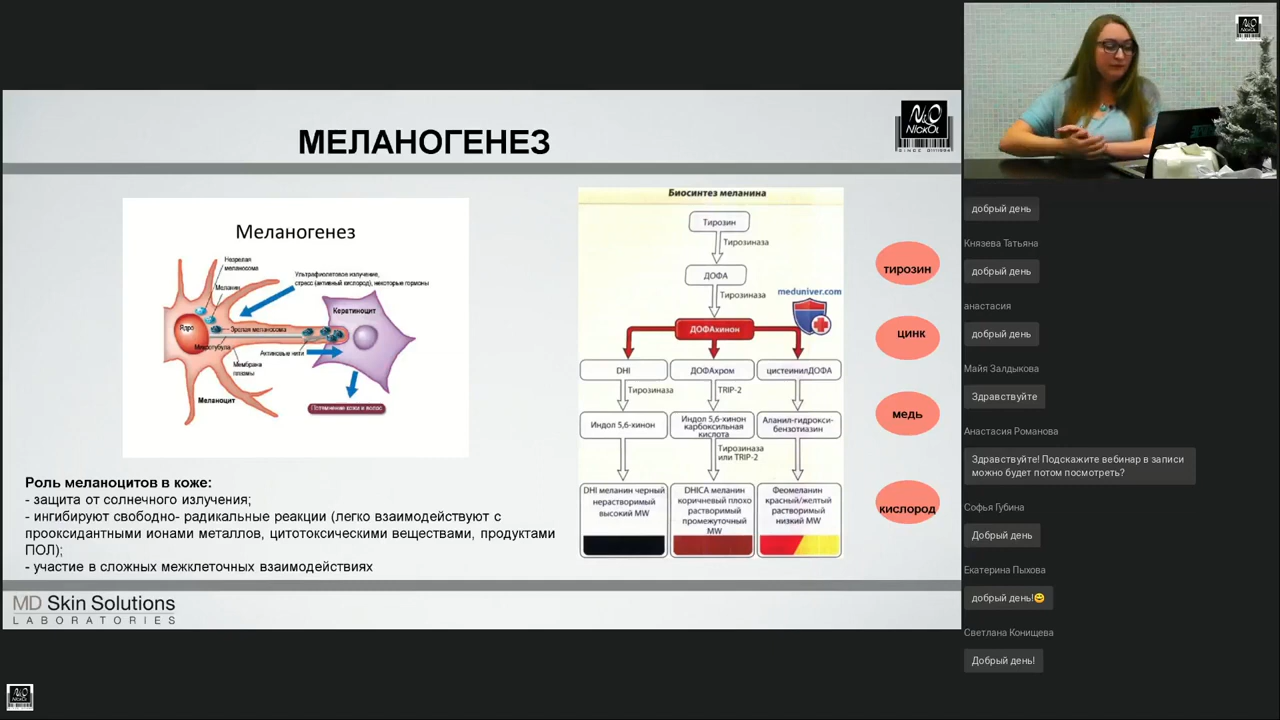 МЕЛАНОГЕНЕЗ
NickOl
SINCE
Меланогенез
Незрелая
меланосома
Меланин
Ультрафиолетовое излучение,
стресс (активный кислород), некоторые гормоны
Кератиноцит
Ядро
Зрелая меланосома
Микротубула
Актиновые нити
Мембрана
плазмы
Меланоцит
Потемнение кожи и волос
Роль меланоцитов в коже:
- защита от солнечного излучения;
- ингибируют свободно- радикальные реакции (легко взаимодействуют с
прооксидантными ионами металлов, цитотоксическими веществами, продуктами
ПОЛ);
- участие в сложных межклеточных взаимодействиях
Биосинтез меланина
Тирозин
Тирозиназа
ДОФА
Тирозиназа
meduniver.com
ДОФАхинон
DHI
ДОФАхром
цистеинилДОФА
Тирозиназа
TRIP-2
Индол 5,6-хинон
Индол 5,6-хинон
карбоксильная
кислота
Аланил-гидрокси-
бензотиазин
Тирозиназа
или TRIP-2
DHI меланин черный
нерастворимый
высокий MW
DHICA меланин
коричневый плохо
растворимый
промежуточный
MW
Феомеланин
красный/желтый
растворимый
низкий MW
тирозин
цинк
медь
кислород
MD Skin Solutions
LABORATORIES
добрый день
Князева Татьяна
добрый день
анастасия
добрый день
Майя Залдыкова
Здравствуйте
Анастасия Романова
Здравствуйте! Подскажите вебинар в записи
можно будет потом посмотреть?
Софья Губина
Добрый день
Екатерина Пыхова
добрый день!😊
Светлана Конищева
Добрый день!